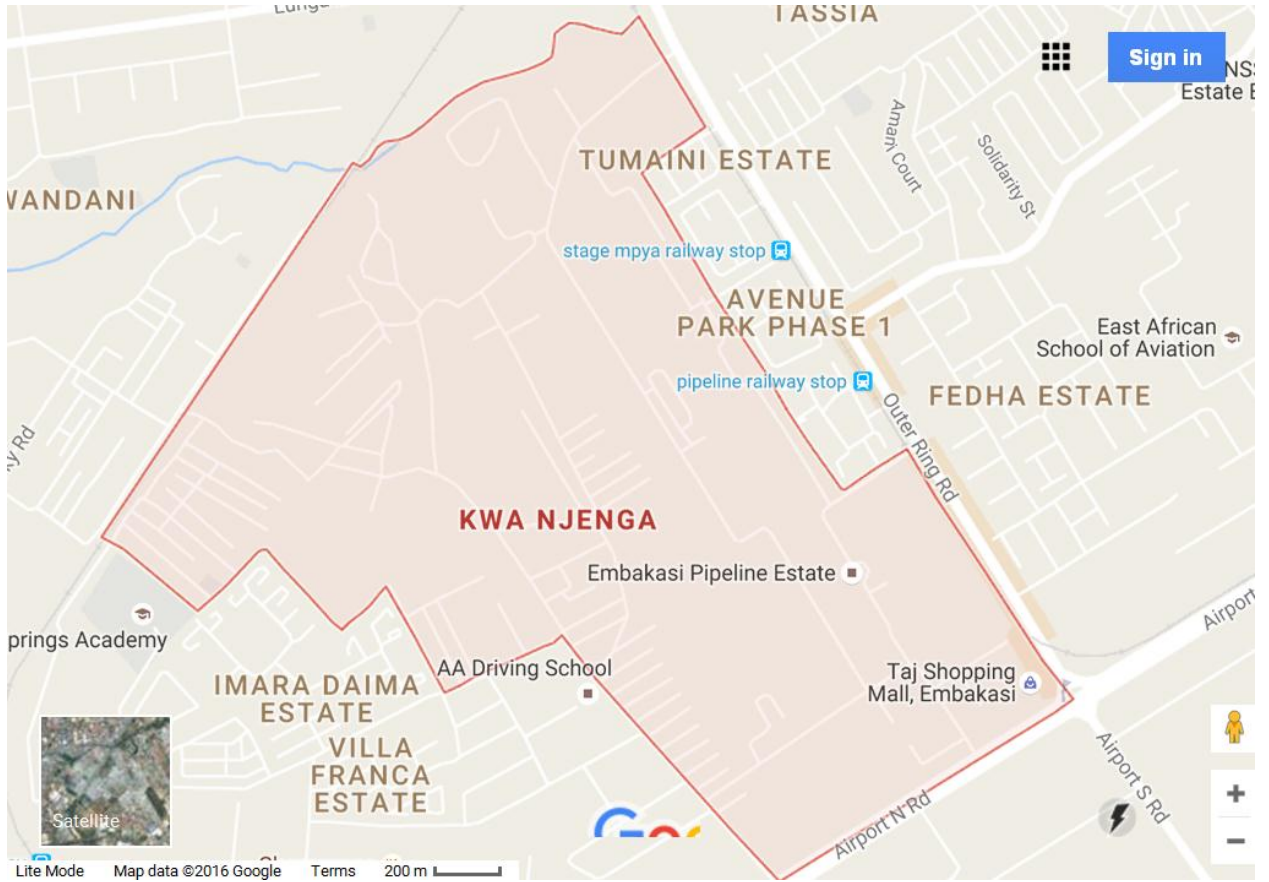 TASSIA
Sign in
Estate
WANDANI
TUMAINI ESTATE
Amani Court
Solidarity St
stage mpya railway stop
AVENUE
PARK PHASE 1
East African
School of Aviation
pipeline railway stop
FEDHA ESTATE
Outer Ring Rd
Rd
KWA NJENGA
Embakasi Pipeline Estate
Airport
prings Academy
AA Driving School
Taj Shopping
Mall, Embakasi
IMARA DAIMA
ESTATE
VILLA
FRANCA
ESTATE
Airport S Rd
Airport N Rd
Satellite
Lite Mode
Map data ©2016 Google
Terms
200 m